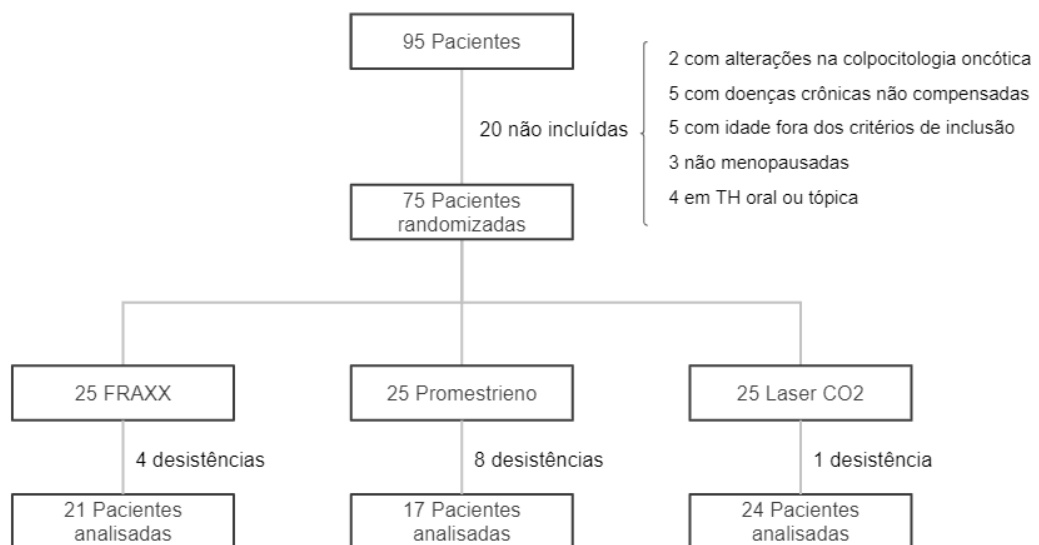 95 Pacientes
20 não incluídas
2 com alterações na colpocitologia oncótica
5 com doenças crônicas não compensadas
5 com idade fora dos critérios de inclusão
3 não menopausadas
4 em TH oral ou tópica
75 Pacientes
randomizadas
25 FRAXX
25 Promestrieno
25 Laser CO2
4 desistências
8 desistências
1 desistência
21 Pacientes
analisadas
17 Pacientes
analisadas
24 Pacientes
analisadas